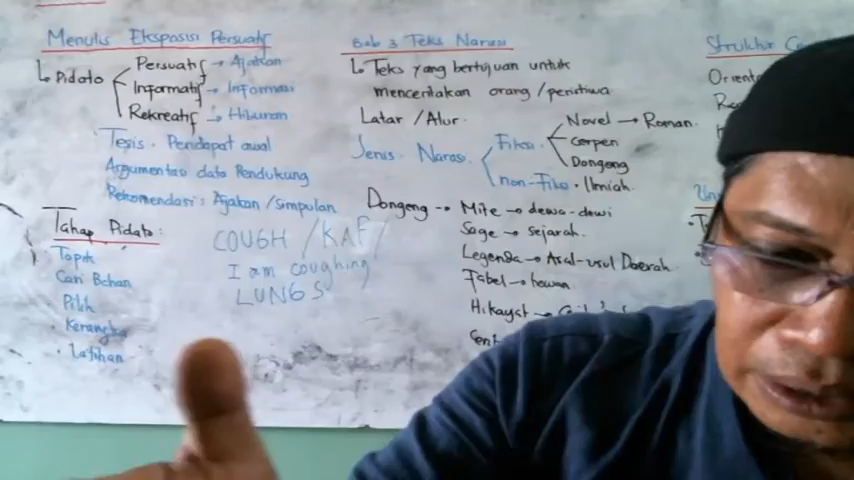 Menulis Ekspasisi Persuatif
Pidato
Persuatif → Ajakan
Informatif → Informasi
Rekreatif → Hiburan
Tesis. Pendapat awal
Argumentasi data Pendukung
Rekomendasi: Ajakan/Simpulan
Tahap Pidato:
Topik
Cari Bahan
Pilih
Kerangka
Latihan
COUGH /KAF/
I am coughing
LUNGS
Bab 3 Teks Narasi
Teks yang bertujuan untuk
menceritakan orang/peristiwa
Latar/Alur.
Jenis Narasi
Fiksi
Novel → Roman.
Cerpen
Dongeng
non-Fiksi. Ilmiah.
Dongeng → Mite → dewa-dewi
Sage → sejarah.
Legenda → Asal-usul Daerah
Fabel → hewan
Hikayat →
Struktur